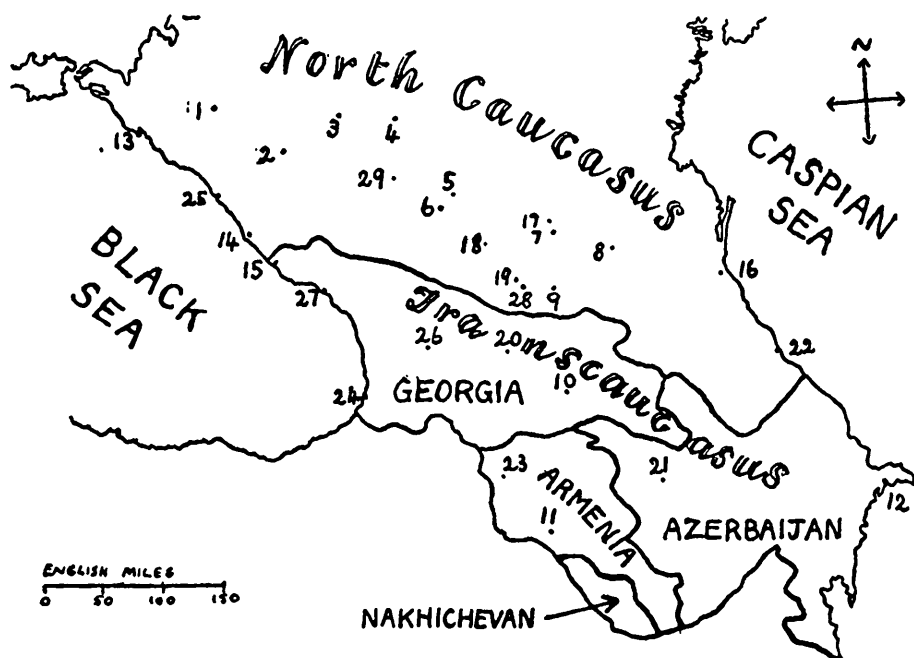 North Caucasus
N
CASPIAN
SEA
BLACK
SEA
Transcaucasus
GEORGIA
ARMENIA
AZERBAIJAN
NAKHICHEVAN
ENGLISH MILES
0 50 100 150
1
2
3
4
13
29
5
6
25
17
7
18
8
14
15
19
28
9
16
27
26
20
10
22
24
23
21
11
12